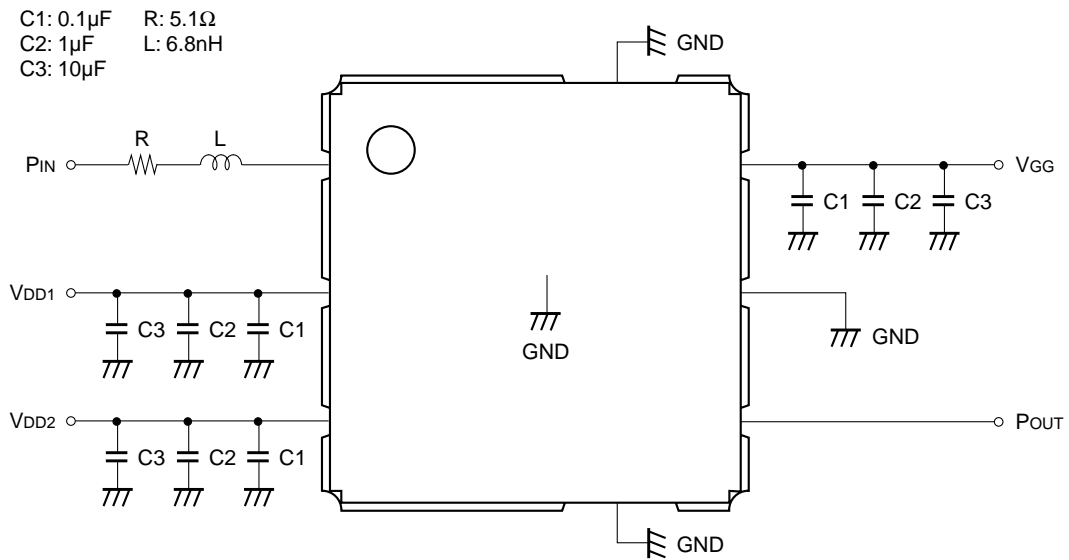 C1: 0.1µF R: 5.1Ω
C2: 1µF L: 6.8nH
C3: 10µF
GND
R L
PIN
VGG
C1 C2 C3
VDD1
C3 C2 C1
GND
GND
VDD2
POUT
C3 C2 C1
GND